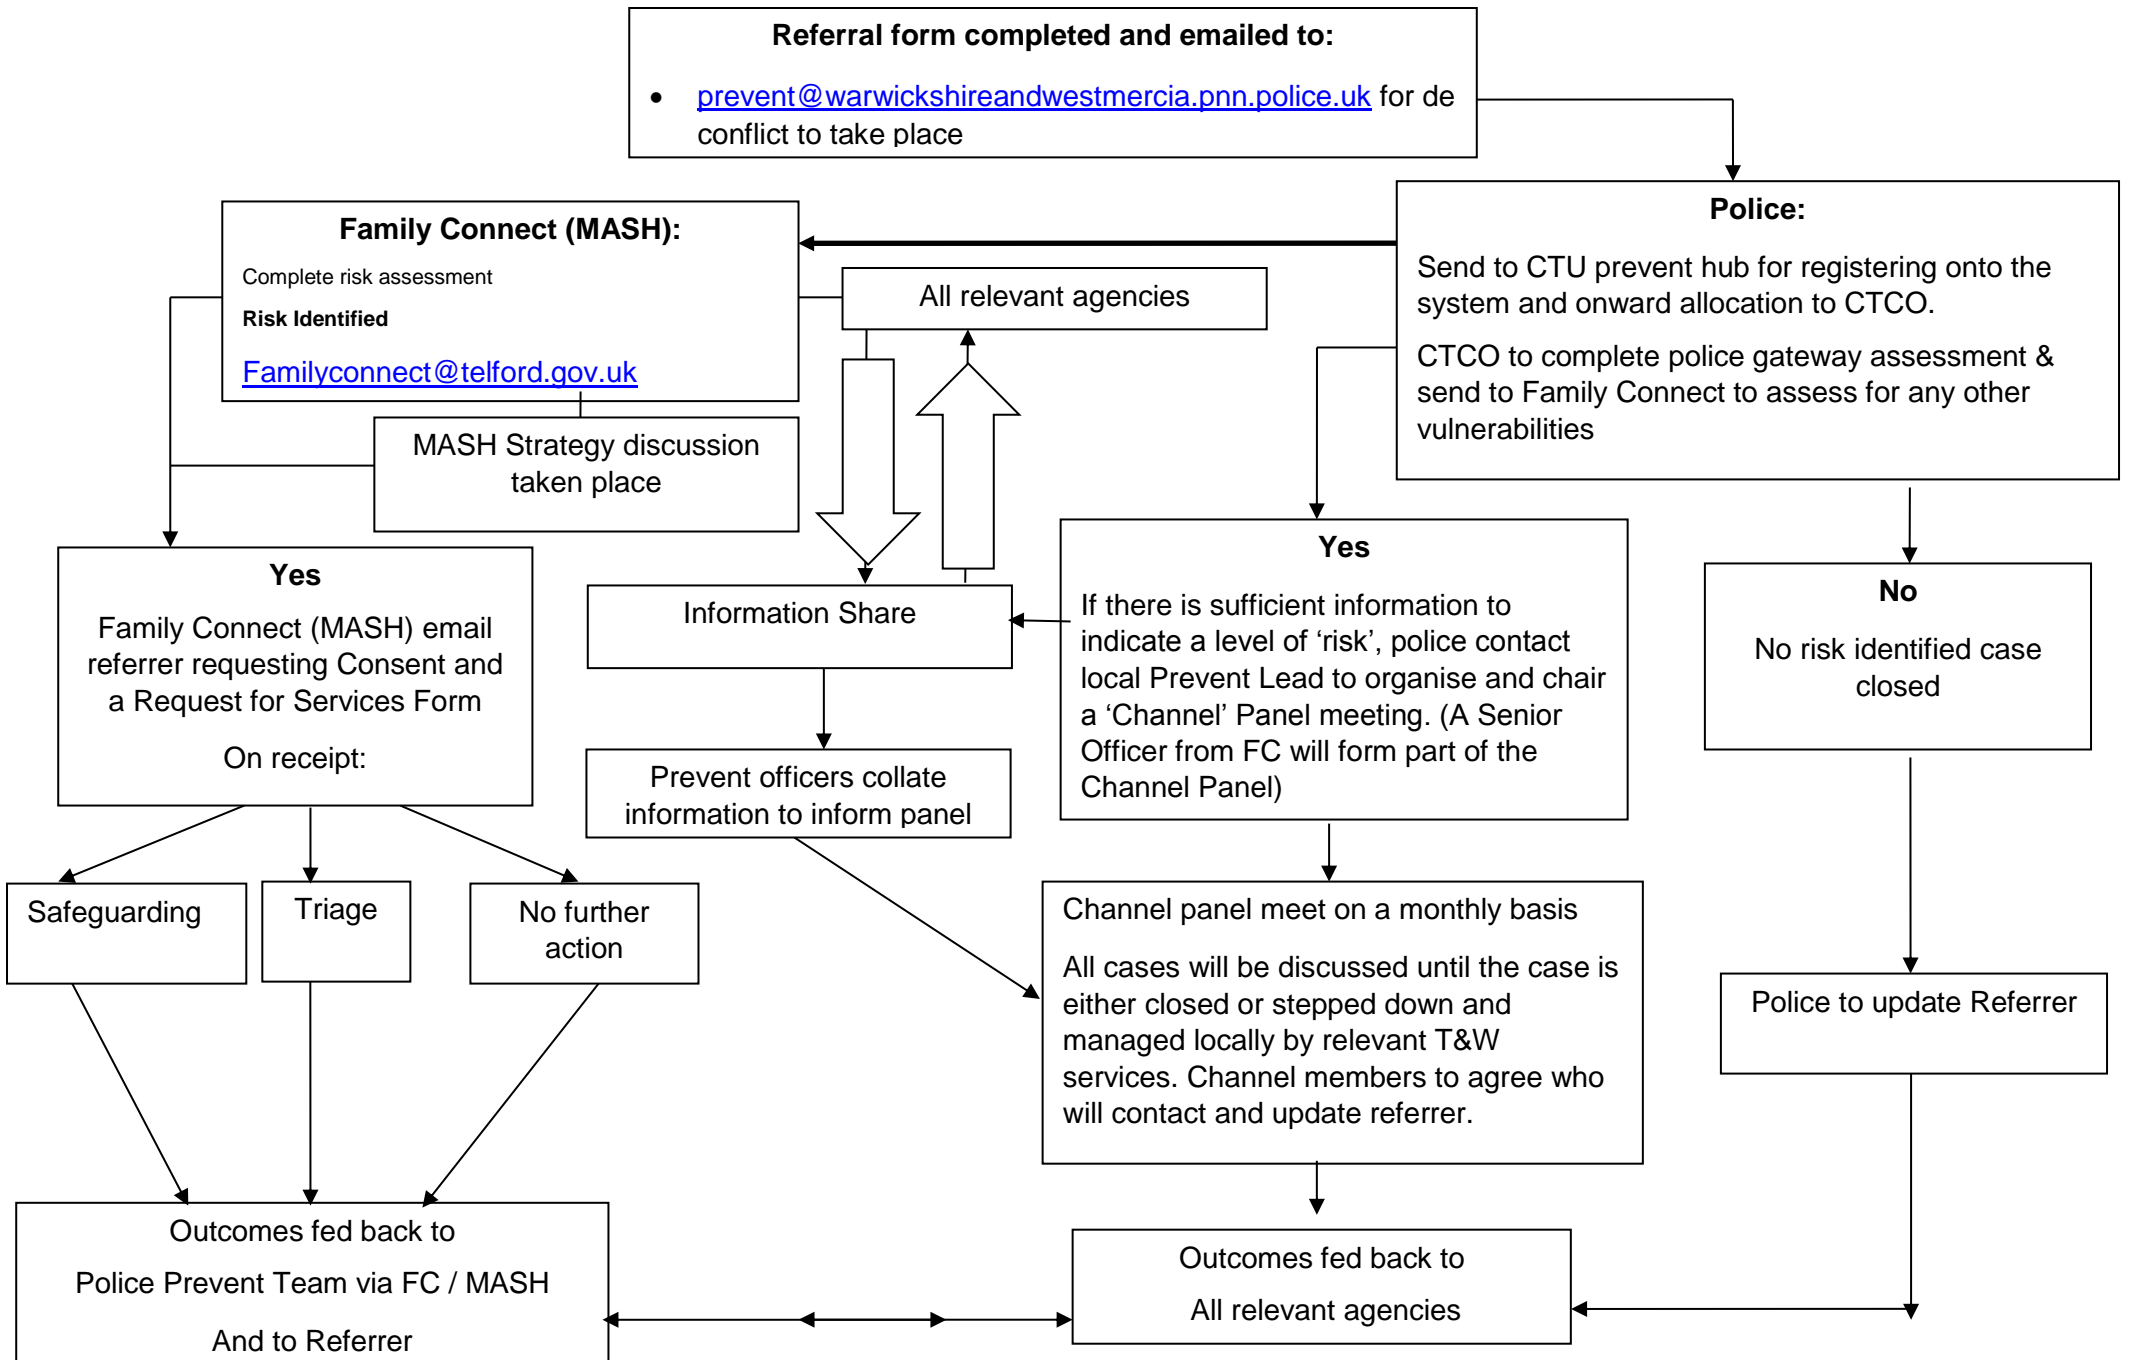 Referral form completed and emailed to:
• prevent@warwickshireandwestmercia.pnn.police.uk for de
conflict to take place
Family Connect (MASH):
Complete risk assessment
Risk Identified
Familyconnect@telford.gov.uk
All relevant agencies
Police:
Send to CTU prevent hub for registering onto the
system and onward allocation to CTCO.
CTCO to complete police gateway assessment &
send to Family Connect to assess for any other
vulnerabilities
MASH Strategy discussion
taken place
Yes
Family Connect (MASH) email
referrer requesting Consent and
a Request for Services Form
On receipt:
Information Share
Yes
If there is sufficient information to
indicate a level of ‘risk’, police contact
local Prevent Lead to organise and chair
a ‘Channel’ Panel meeting. (A Senior
Officer from FC will form part of the
Channel Panel)
No
No risk identified case
closed
Prevent officers collate
information to inform panel
Safeguarding
Triage
No further
action
Channel panel meet on a monthly basis
All cases will be discussed until the case is
either closed or stepped down and
managed locally by relevant T&W
services. Channel members to agree who
will contact and update referrer.
Police to update Referrer
Outcomes fed back to
Police Prevent Team via FC / MASH
And to Referrer
Outcomes fed back to
All relevant agencies